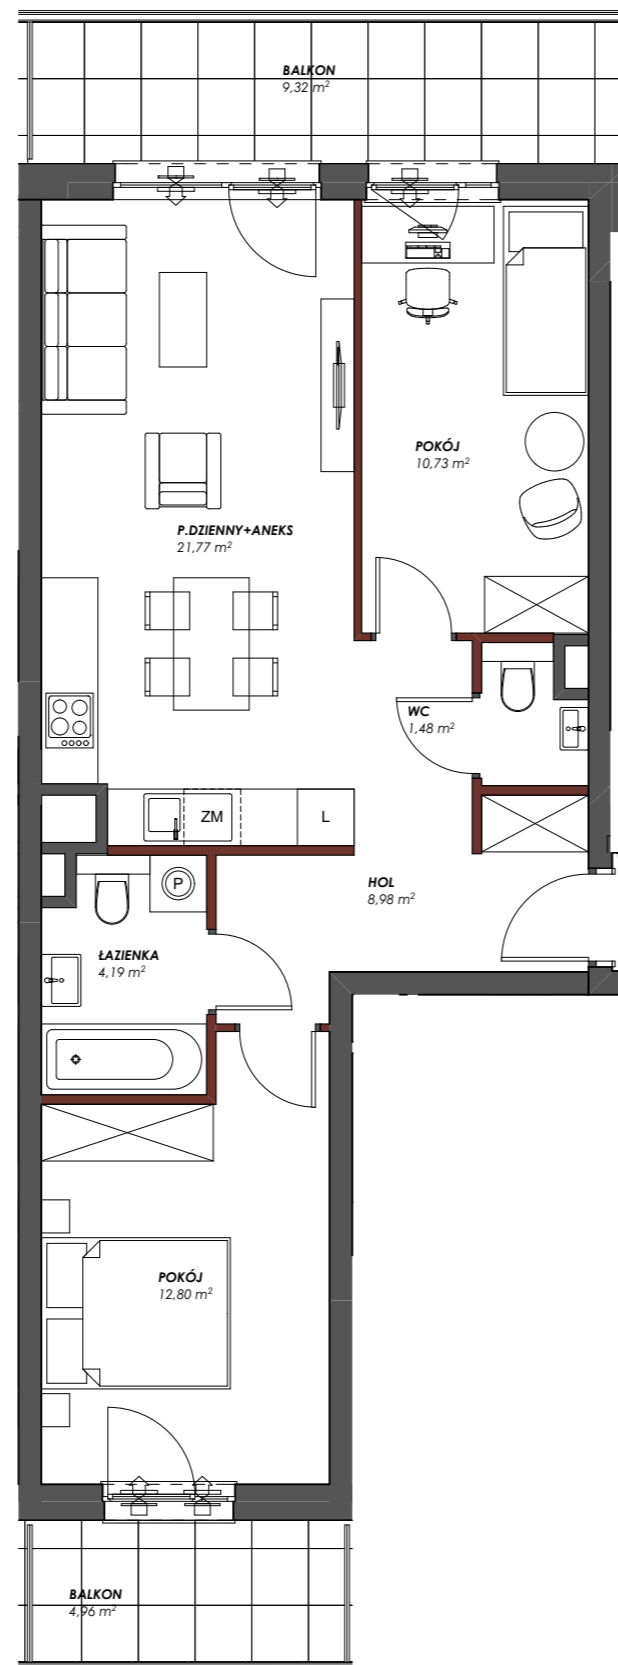 BALKON
9,32 m²
POKÓJ
10,73 m²
P.DZIENNY+ANEKS
21,77 m²
WC
1,48 m²
ZM
L
HOL
8,98 m²
P
ŁAZIENKA
4,19 m²
POKÓJ
12,80 m²
BALKON
4,96 m²